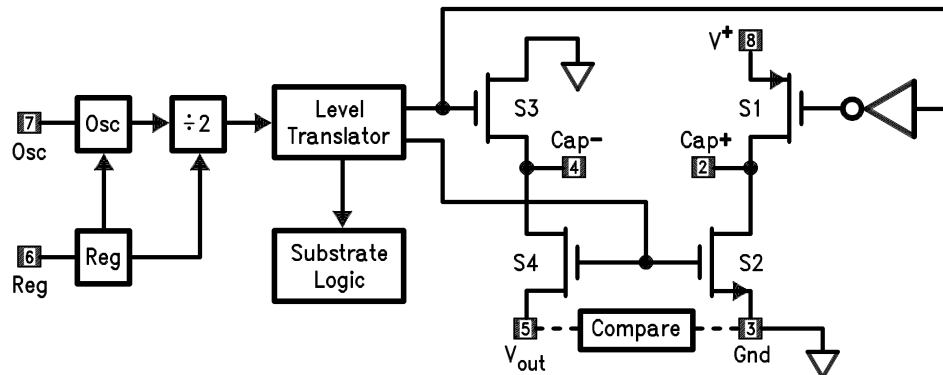 V+
8
S3
S1
7
Osc
Osc
÷2
Level
Translator
Cap-
4
Cap+
2
6
Reg
Reg
Substrate
Logic
S4
S2
5
Compare
3
Vout
Gnd